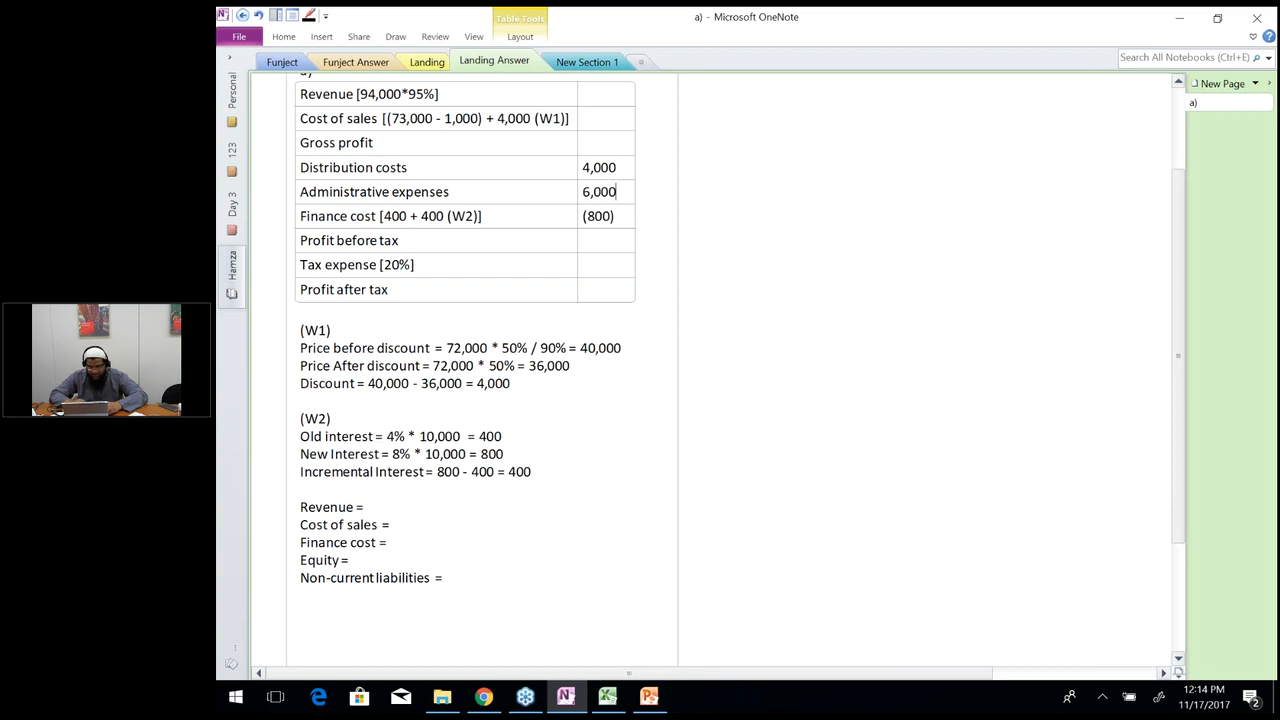 Table Tools
a) - Microsoft OneNote
File
Home
Insert
Share
Draw
Review
View
Layout
Funject
Funject Answer
Landing
Landing Answer
New Section 1
Search All Notebooks (Ctrl+E)
New Page
a)
Personal
123
Day 3
Hamza
Revenue [94,000*95%]
Cost of sales [(73,000 - 1,000) + 4,000 (W1)]
Gross profit
Distribution costs 4,000
Administrative expenses 6,000
Finance cost [400 + 400 (W2)] (800)
Profit before tax
Tax expense [20%]
Profit after tax
(W1)
Price before discount = 72,000 * 50% / 90% = 40,000
Price After discount = 72,000 * 50% = 36,000
Discount = 40,000 - 36,000 = 4,000
(W2)
Old interest = 4% * 10,000 = 400
New Interest = 8% * 10,000 = 800
Incremental Interest = 800 - 400 = 400
Revenue =
Cost of sales =
Finance cost =
Equity =
Non-current liabilities =
12:14 PM
11/17/2017
2